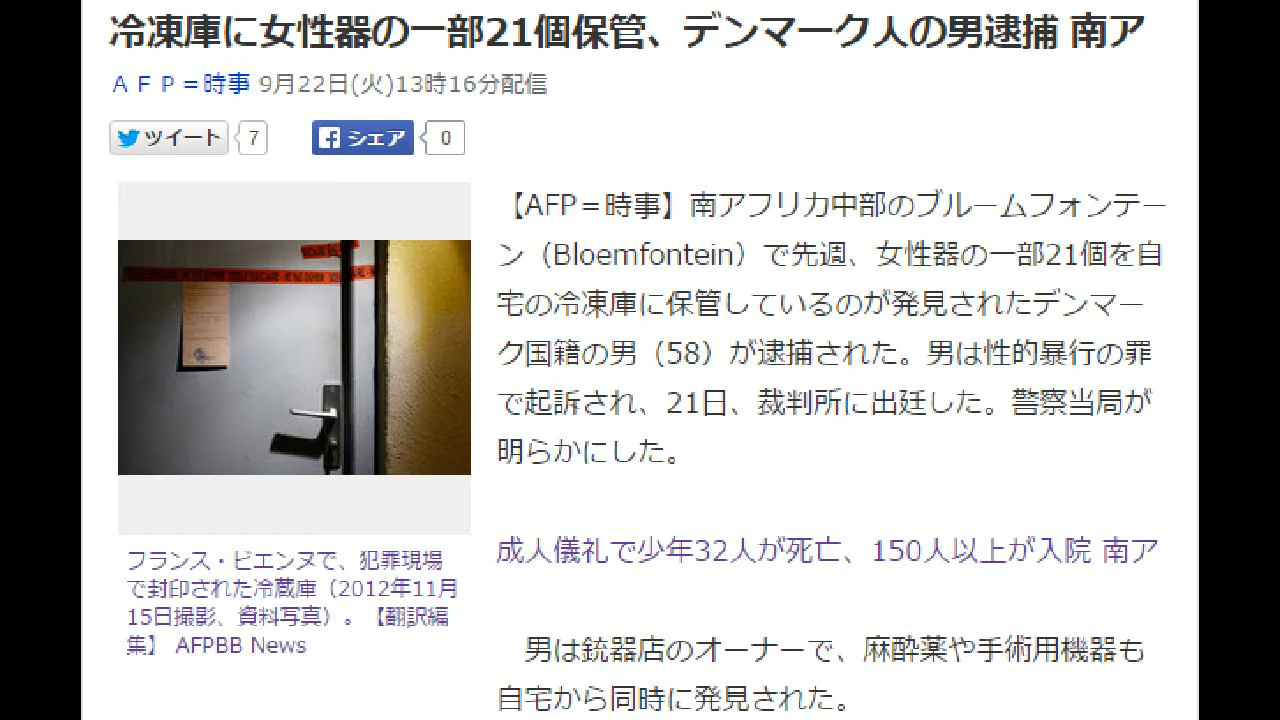 冷凍庫に女性器の一部21個保管、デンマーク人の男逮捕 南ア
ＡＦＰ＝時事 9月22日(火)13時16分配信
ツイート 7 シェア 0
【AFP＝時事】南アフリカ中部のブルームフォンテー
ン（Bloemfontein）で先週、女性器の一部21個を自
宅の冷凍庫に保管しているのが発見されたデンマー
ク国籍の男（58）が逮捕された。男は性的暴行の罪
で起訴され、21日、裁判所に出廷した。警察当局が
明らかにした。
成人儀礼で少年32人が死亡、150人以上が入院 南ア
男は銃器店のオーナーで、麻酔薬や手術用機器も
自宅から同時に発見された。
フランス・ビエンヌで、犯罪現場
で封印された冷蔵庫（2012年11月
15日撮影、資料写真）。【翻訳編
集】 AFPBB News